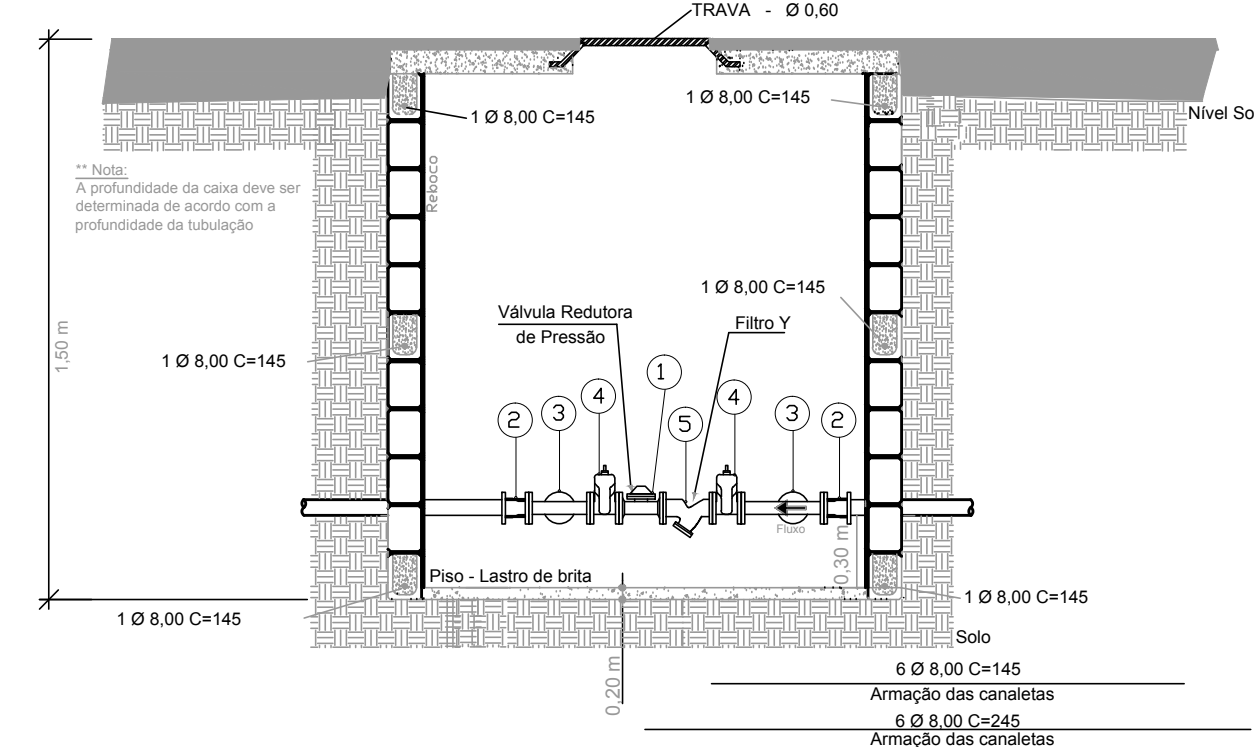 TRAVA - Ø 0,60
1 Ø 8,00 C=145
1 Ø 8,00 C=145
Nível So
** Nota:
A profundidade da caixa deve ser
determinada de acordo com a
profundidade da tubulação
Reboco
1,50 m
1 Ø 8,00 C=145
1 Ø 8,00 C=145
Válvula Redutora
de Pressão
Filtro Y
2
3
4
1
5
4
3
2
Fluxo
0,30 m
Piso - Lastro de brita
1 Ø 8,00 C=145
1 Ø 8,00 C=145
Solo
0,20 m
6 Ø 8,00 C=145
Armação das canaletas
6 Ø 8,00 C=245
Armação das canaletas